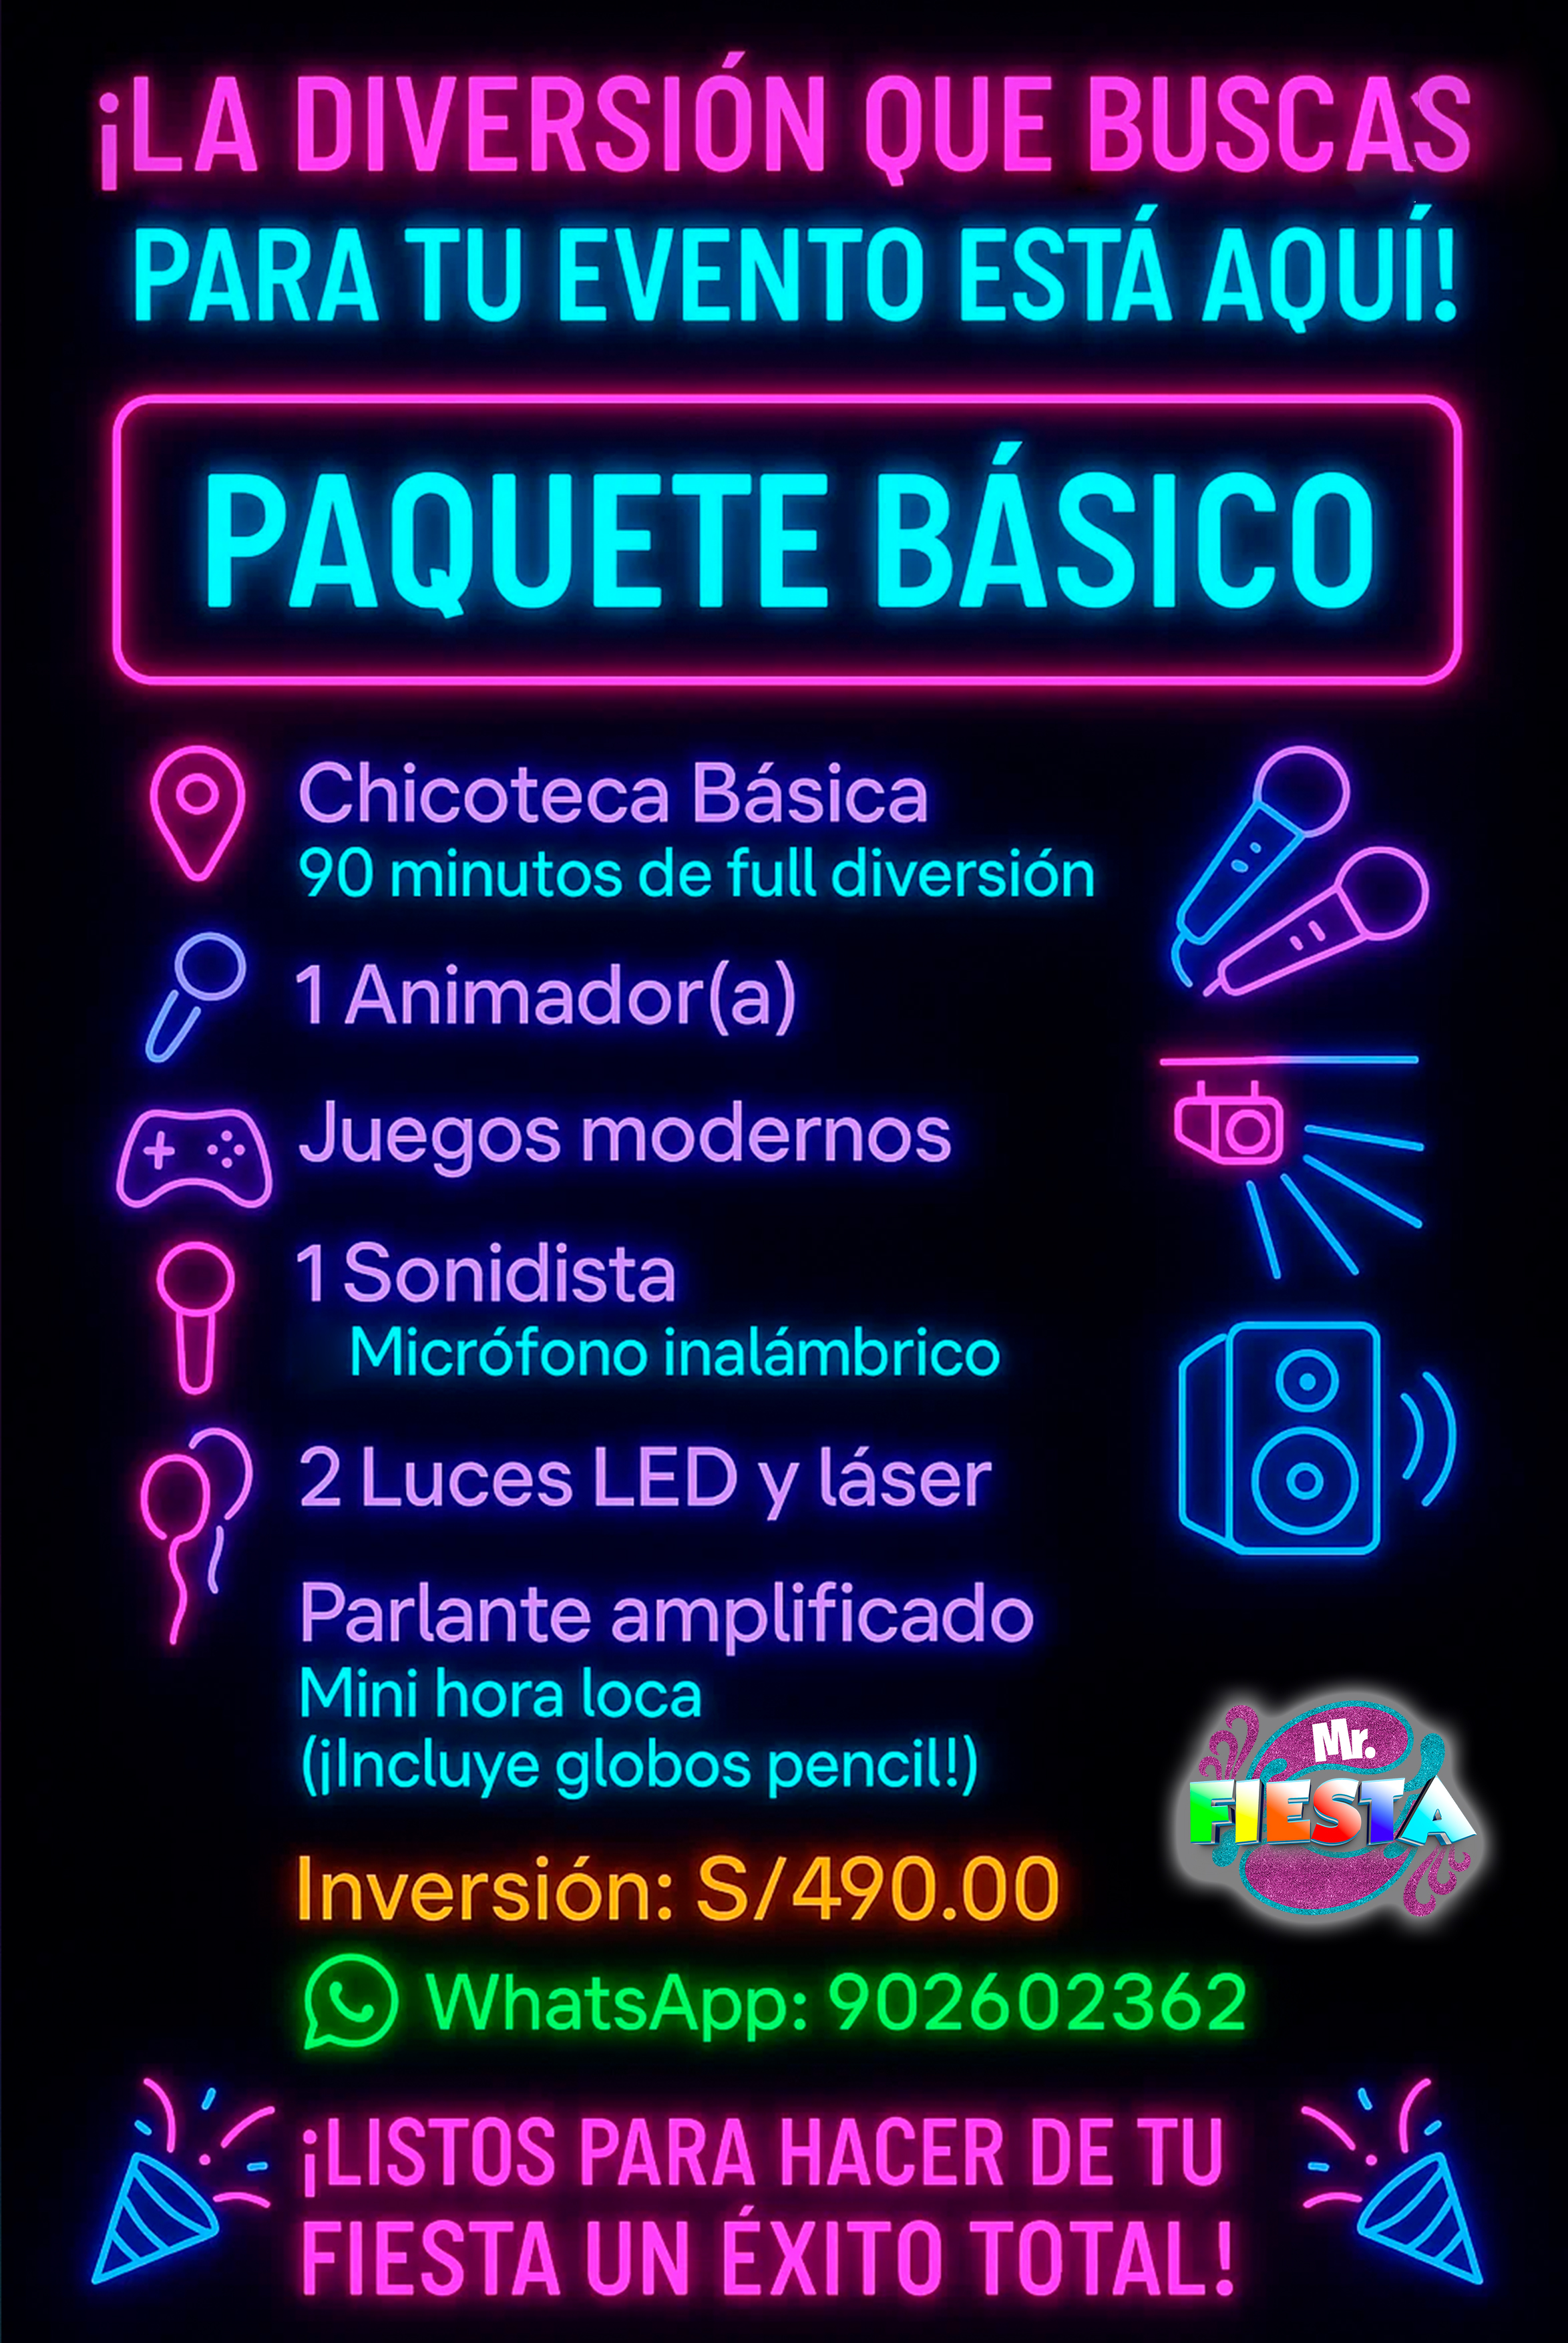 ¡LA DIVERSIÓN QUE BUSCAS
PARA TU EVENTO ESTÁ AQUÍ!
PAQUETE BÁSICO
Chicoteca Básica
90 minutos de full diversión
1 Animador(a)
Juegos modernos
1 Sonidista
Micrófono inalámbrico
2 Luces LED y láser
Parlante amplificado
Mini hora loca
(¡Incluye globos pencil!)
Mr.
FIESTA
Inversión: S/490.00
WhatsApp: 902602362
¡LISTOS PARA HACER DE TU
FIESTA UN ÉXITO TOTAL!